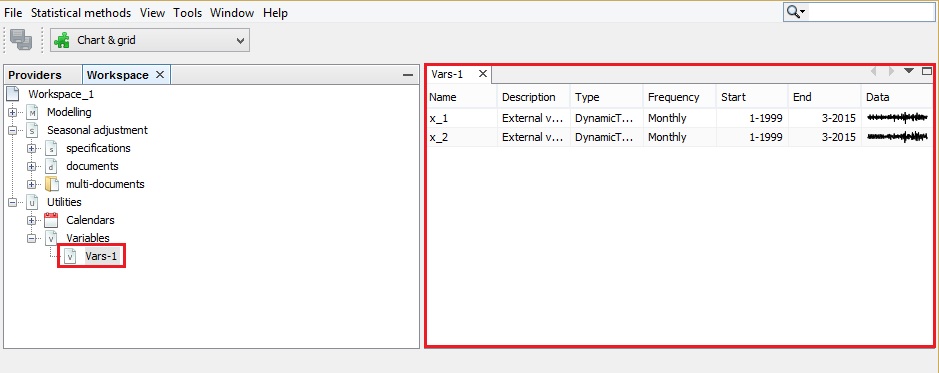 File Statistical methods View Tools Window Help
Chart & grid
Providers Workspace
Workspace_1
Modelling
Seasonal adjustment
specifications
documents
multi-documents
Utilities
Calendars
Variables
Vars-1
Vars-1
Name Description Type Frequency Start End Data
x_1 External v... DynamicT... Monthly 1-1999 3-2015
x_2 External v... DynamicT... Monthly 1-1999 3-2015